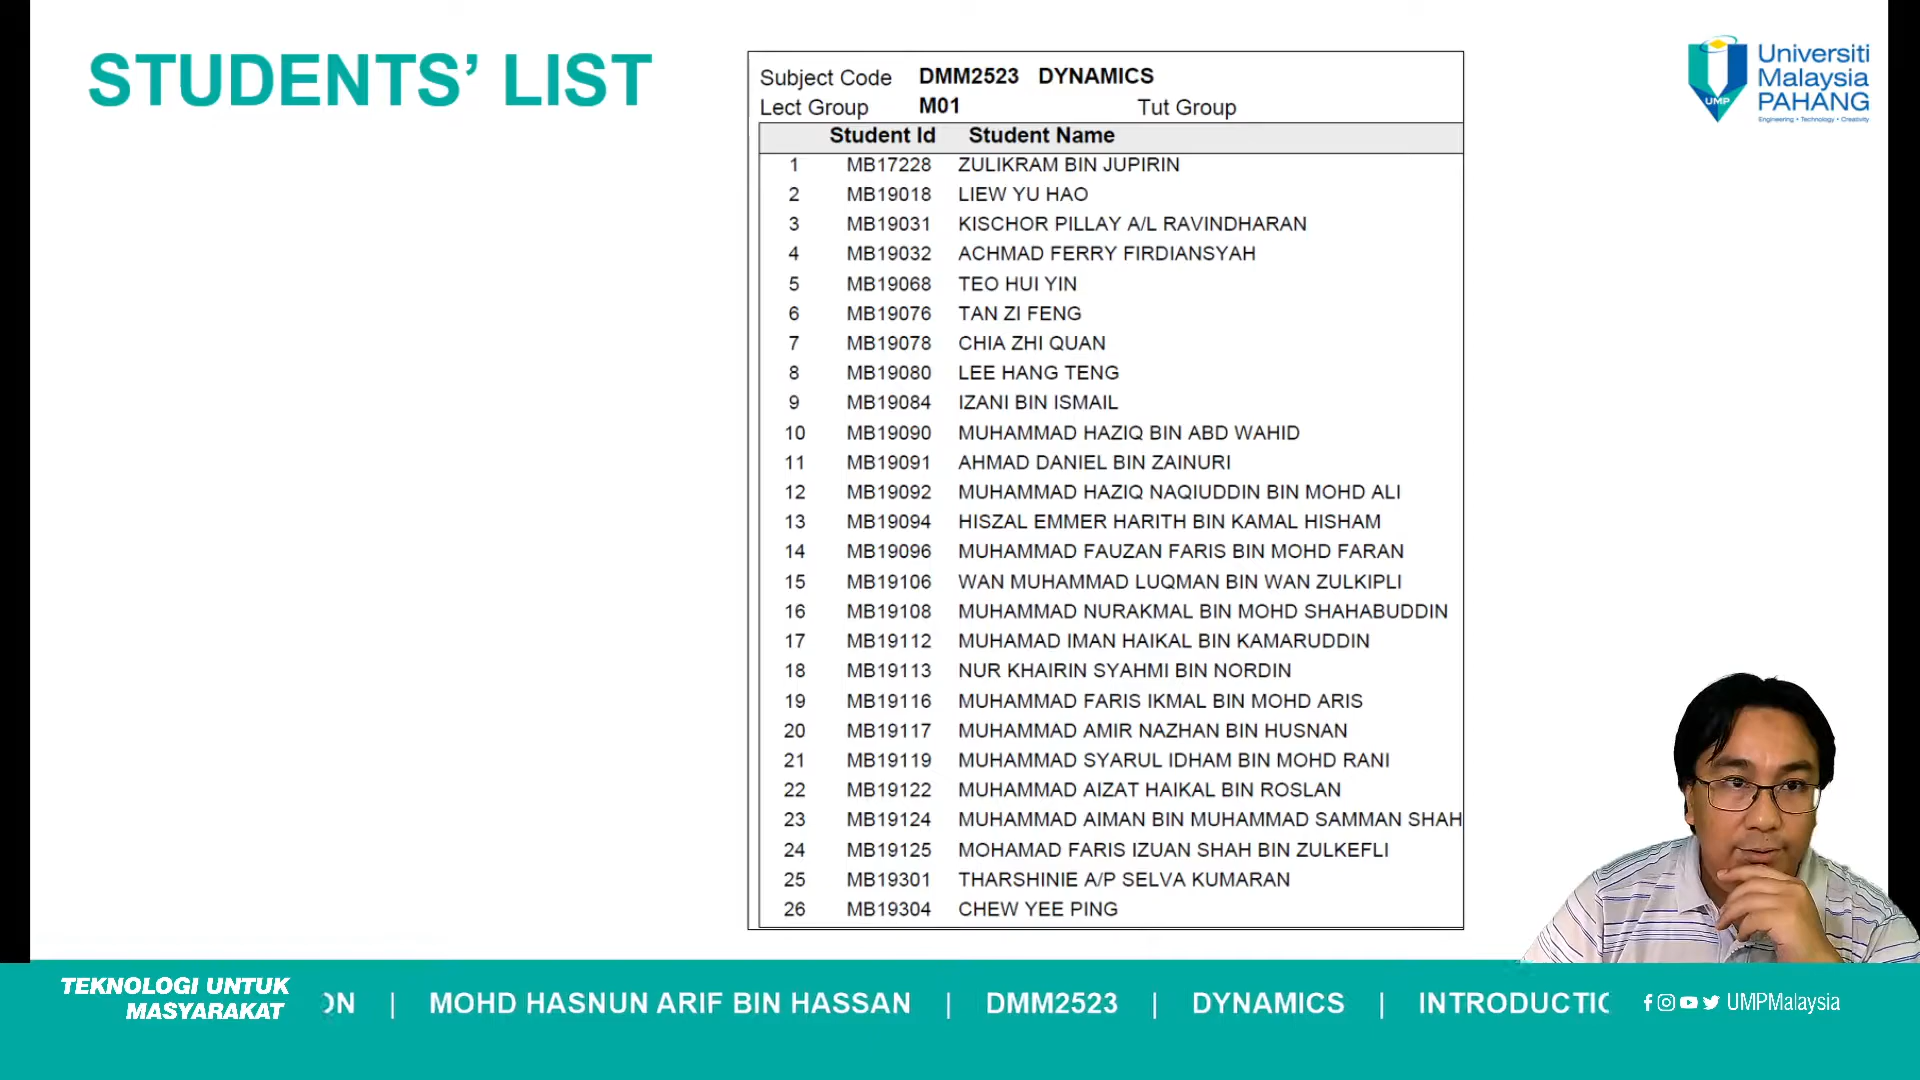 STUDENTS’ LIST
Subject Code DMM2523 DYNAMICS
Lect Group M01 Tut Group
Student Id Student Name
1 MB17228 ZULIKRAM BIN JUPIRIN
2 MB19018 LIEW YU HAO
3 MB19031 KISCHOR PILLAY A/L RAVINDHARAN
4 MB19032 ACHMAD FERRY FIRDIANSYAH
5 MB19068 TEO HUI YIN
6 MB19076 TAN ZI FENG
7 MB19078 CHIA ZHI QUAN
8 MB19080 LEE HANG TENG
9 MB19084 IZANI BIN ISMAIL
10 MB19090 MUHAMMAD HAZIQ BIN ABD WAHID
11 MB19091 AHMAD DANIEL BIN ZAINURI
12 MB19092 MUHAMMAD HAZIQ NAQIUDDIN BIN MOHD ALI
13 MB19094 HISZAL EMMER HARITH BIN KAMAL HISHAM
14 MB19096 MUHAMMAD FAUZAN FARIS BIN MOHD FARAN
15 MB19106 WAN MUHAMMAD LUQMAN BIN WAN ZULKIPLI
16 MB19108 MUHAMMAD NURAKMAL BIN MOHD SHAHABUDDIN
17 MB19112 MUHAMAD IMAN HAIKAL BIN KAMARUDDIN
18 MB19113 NUR KHAIRIN SYAHMI BIN NORDIN
19 MB19116 MUHAMMAD FARIS IKMAL BIN MOHD ARIS
20 MB19117 MUHAMMAD AMIR NAZHAN BIN HUSNAN
21 MB19119 MUHAMMAD SYARUL IDHAM BIN MOHD RANI
22 MB19122 MUHAMMAD AIZAT HAIKAL BIN ROSLAN
23 MB19124 MUHAMMAD AIMAN BIN MUHAMMAD SAMMAN SHAH
24 MB19125 MOHAMAD FARIS IZUAN SHAH BIN ZULKEFLI
25 MB19301 THARSHINIE A/P SELVA KUMARAN
26 MB19304 CHEW YEE PING
UMP
Universiti
Malaysia
PAHANG
Engineering • Technology • Creativity
TEKNOLOGI UNTUK
MASYARAKAT
ON | MOHD HASNUN ARIF BIN HASSAN | DMM2523 | DYNAMICS | INTRODUCTIO
UMPMalaysia